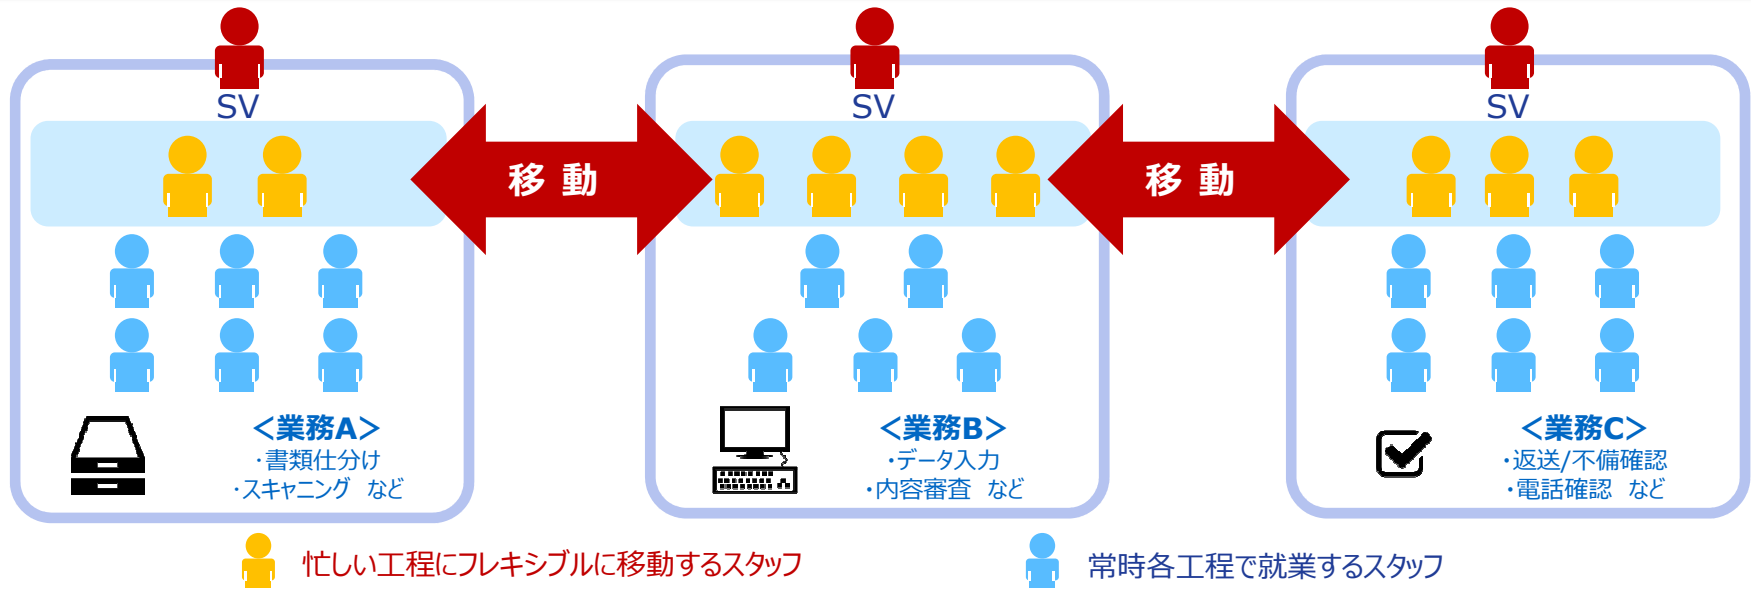 SV
SV
SV
移 動
移 動
<業務A>
・書類仕分け
・スキャニング など
<業務B>
・データ入力
・内容審査 など
<業務C>
・返送/不備確認
・電話確認 など
忙しい工程にフレキシブルに移動するスタッフ
常時各工程で就業するスタッフ